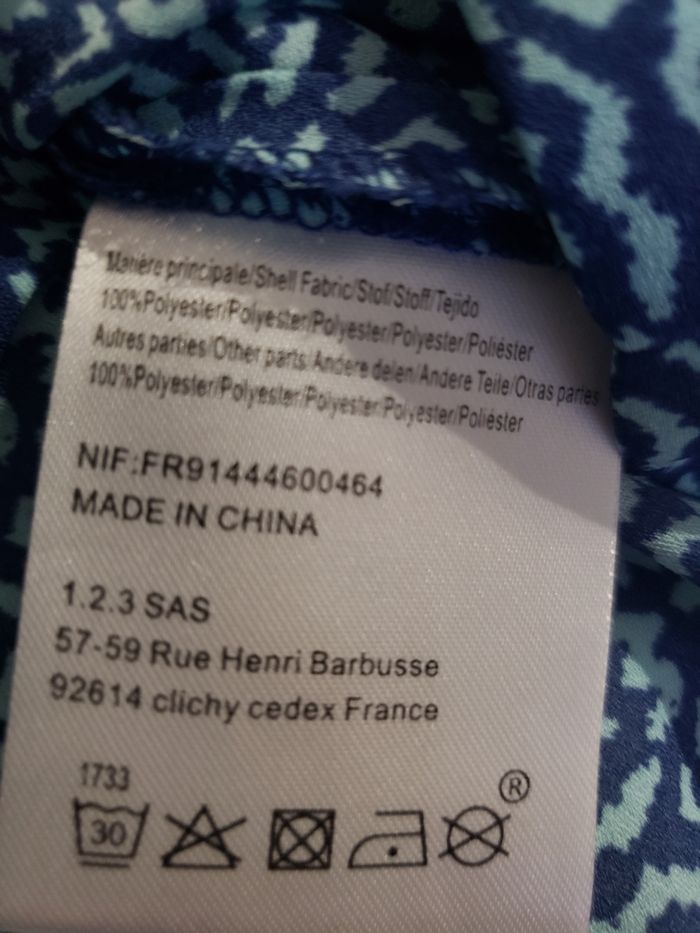 Matière principale/Shell Fabric/Stof/Stoff/Tejido
100%Polyester/Polyester/Polyester/Polyester/Poliéster
Autres parties/Other parts/Andere delen/Andere Teile/Otras partes
100%Polyester/Polyester/Polyester/Polyester/Poliéster
NIF:FR91444600464
MADE IN CHINA
1.2.3 SAS
57-59 Rue Henri Barbusse
92614 clichy cedex France
1733
®
30